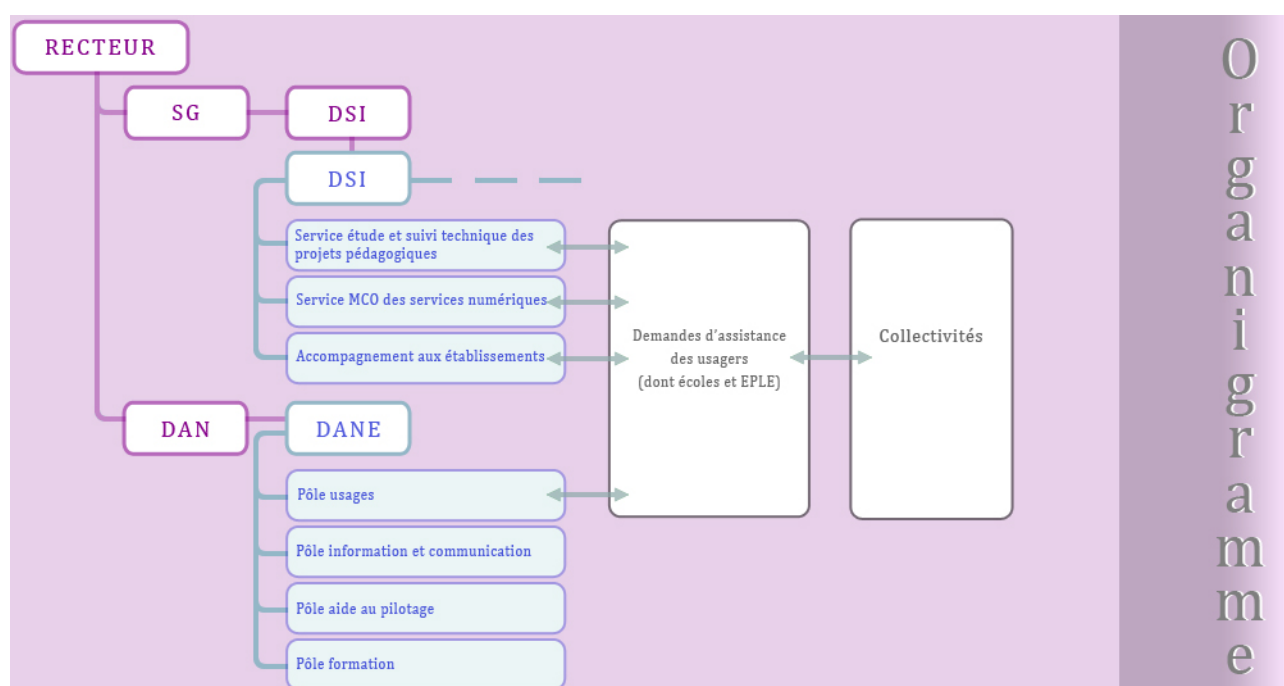 RECTEUR
SG
DSI
DSI
Service étude et suivi technique des
projets pédagogiques
Service MCO des services numériques
Accompagnement aux établissements
DAN
DANE
Pôle usages
Pôle information et communication
Pôle aide au pilotage
Pôle formation
Demandes d'assistance
des usagers
(dont écoles et EPLE)
Collectivités
Organigramme